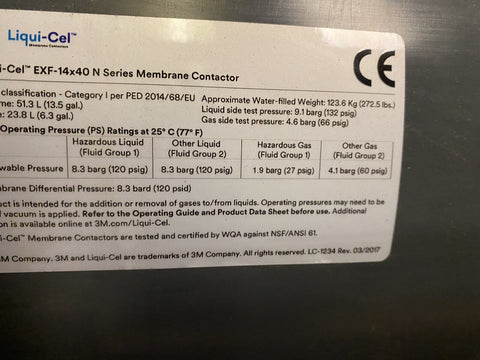 Liqui-Cel™
Membrane Contactors
CE
i-Cel™ EXF-14x40 N Series Membrane Contactor
classification - Category I per PED 2014/68/EU
me: 51.3 L (13.5 gal.)
e: 23.8 L (6.3 gal.)
Approximate Water-filled Weight: 123.6 Kg (272.5 lbs.)
Liquid side test pressure: 9.1 barg (132 psig)
Gas side test pressure: 4.6 barg (66 psig)
Operating Pressure (PS) Ratings at 25° C (77° F)
Hazardous Liquid (Fluid Group 1)
Other Liquid (Fluid Group 2)
Hazardous Gas (Fluid Group 1)
Other Gas (Fluid Group 2)
wable Pressure 8.3 barg (120 psig) 8.3 barg (120 psig) 1.9 barg (27 psig) 4.1 barg (60 psig)
mbrane Differential Pressure: 8.3 bard (120 psid)
uct is intended for the addition or removal of gases to/from liquids. Operating pressures may need to be
if vacuum is applied. Refer to the Operating Guide and Product Data Sheet before use. Additional
on is available online at 3M.com/Liqui-Cel.
ui-Cel™ Membrane Contactors are tested and certified by WQA against NSF/ANSI 61.
3M Company. 3M and Liqui-Cel are trademarks of 3M Company. All rights reserved. LC-1234 Rev. 03/2017